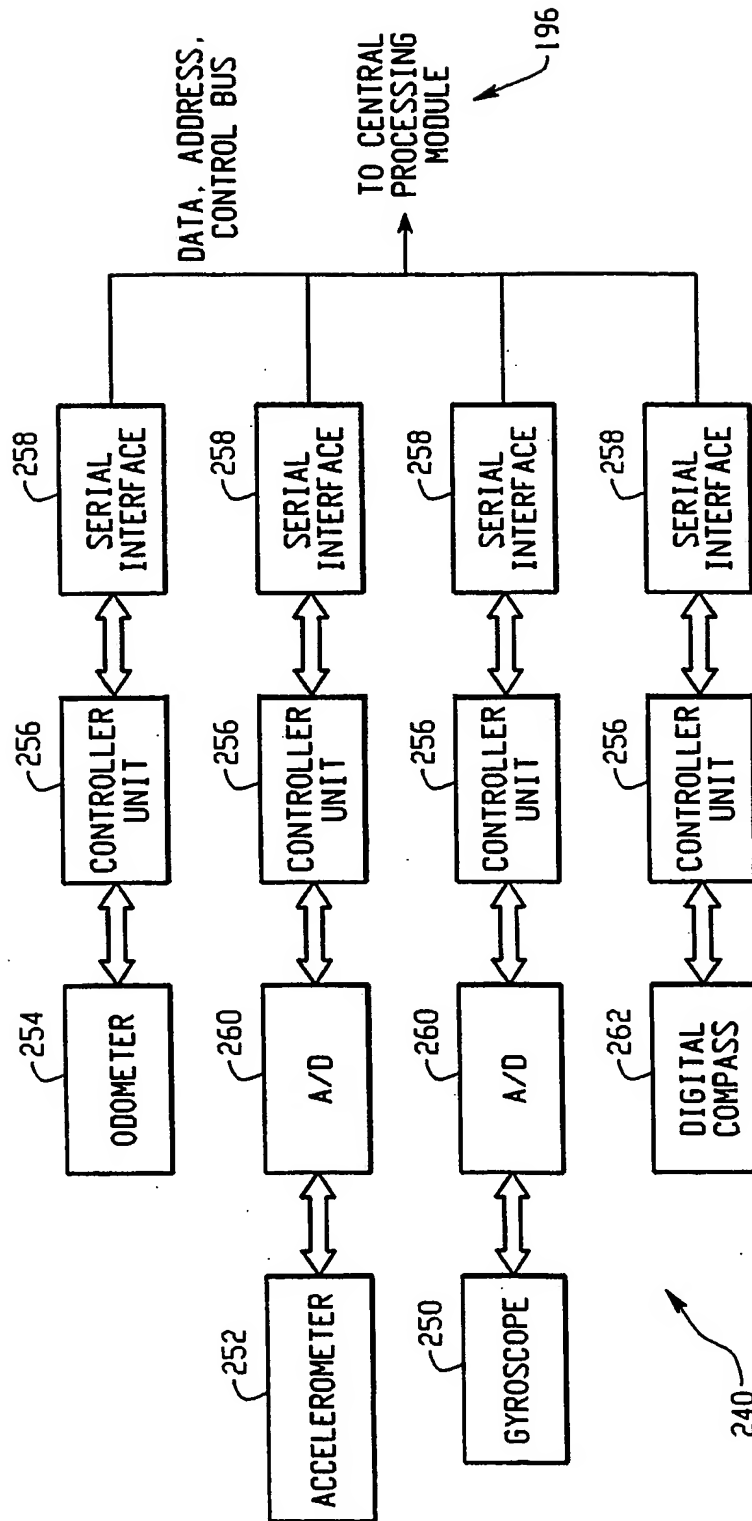 254
ODOMETER
256
CONTROLLER
UNIT
258
SERIAL
INTERFACE
DATA, ADDRESS,
CONTROL BUS
252
ACCELEROMETER
260
A/D
256
CONTROLLER
UNIT
258
SERIAL
INTERFACE
TO CENTRAL
PROCESSING
MODULE
196
250
GYROSCOPE
260
A/D
256
CONTROLLER
UNIT
258
SERIAL
INTERFACE
262
DIGITAL
COMPASS
256
CONTROLLER
UNIT
258
SERIAL
INTERFACE
240